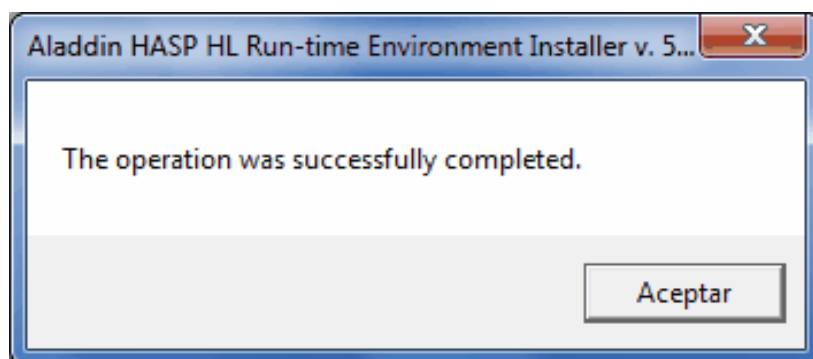 Aladdin HASP HL Run-time Environment Installer v. 5...
The operation was successfully completed.
Aceptar